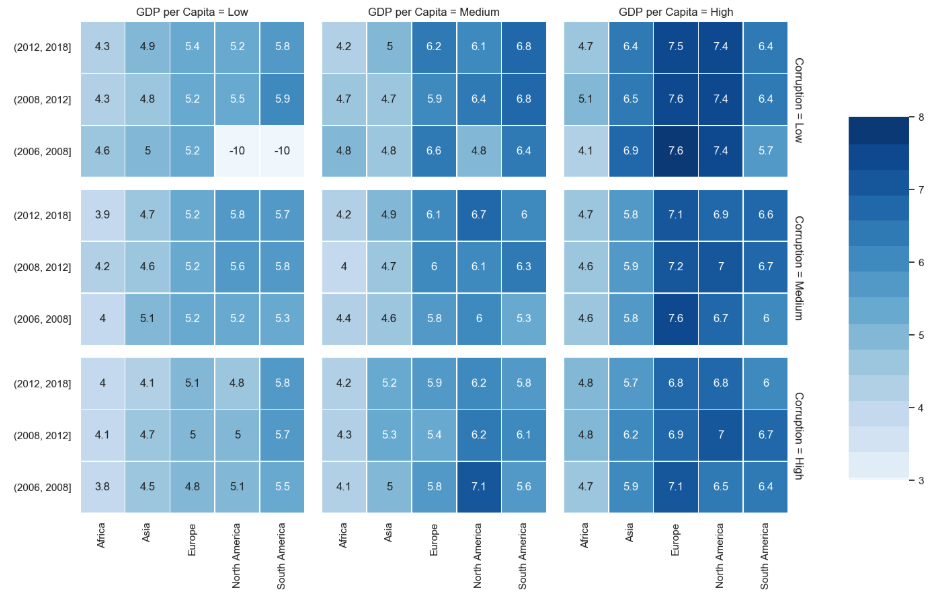 GDP per Capita = Low GDP per Capita = Medium GDP per Capita = High
(2012, 2018] 4.3 4.9 5.4 5.2 5.8 4.2 5 6.2 6.1 6.8 4.7 6.4 7.5 7.4 6.4
(2008, 2012] 4.3 4.8 5.2 5.5 5.9 4.7 4.7 5.9 6.4 6.8 5.1 6.5 7.6 7.4 6.4
(2006, 2008] 4.6 5 5.2 -10 -10 4.8 4.8 6.6 4.8 6.4 4.1 6.9 7.6 7.4 5.7
Corruption = Low
(2012, 2018] 3.9 4.7 5.2 5.8 5.7 4.2 4.9 6.1 6.7 6 4.7 5.8 7.1 6.9 6.6
(2008, 2012] 4.2 4.6 5.2 5.6 5.8 4 4.7 6 6.1 6.3 4.6 5.9 7.2 7 6.7
(2006, 2008] 4 5.1 5.2 5.2 5.3 4.4 4.6 5.8 6 5.3 4.6 5.8 7.6 6.7 6
Corruption = Medium
(2012, 2018] 4 4.1 5.1 4.8 5.8 4.2 5.2 5.9 6.2 5.8 4.8 5.7 6.8 6.8 6
(2008, 2012] 4.1 4.7 5 5 5.7 4.3 5.3 5.4 6.2 6.1 4.8 6.2 6.9 7 6.7
(2006, 2008] 3.8 4.5 4.8 5.1 5.5 4.1 5 5.8 7.1 5.6 4.7 5.9 7.1 6.5 6.4
Corruption = High
Africa Asia Europe North America South America Africa Asia Europe North America South America Africa Asia Europe North America South America
8
7
6
5
4
3